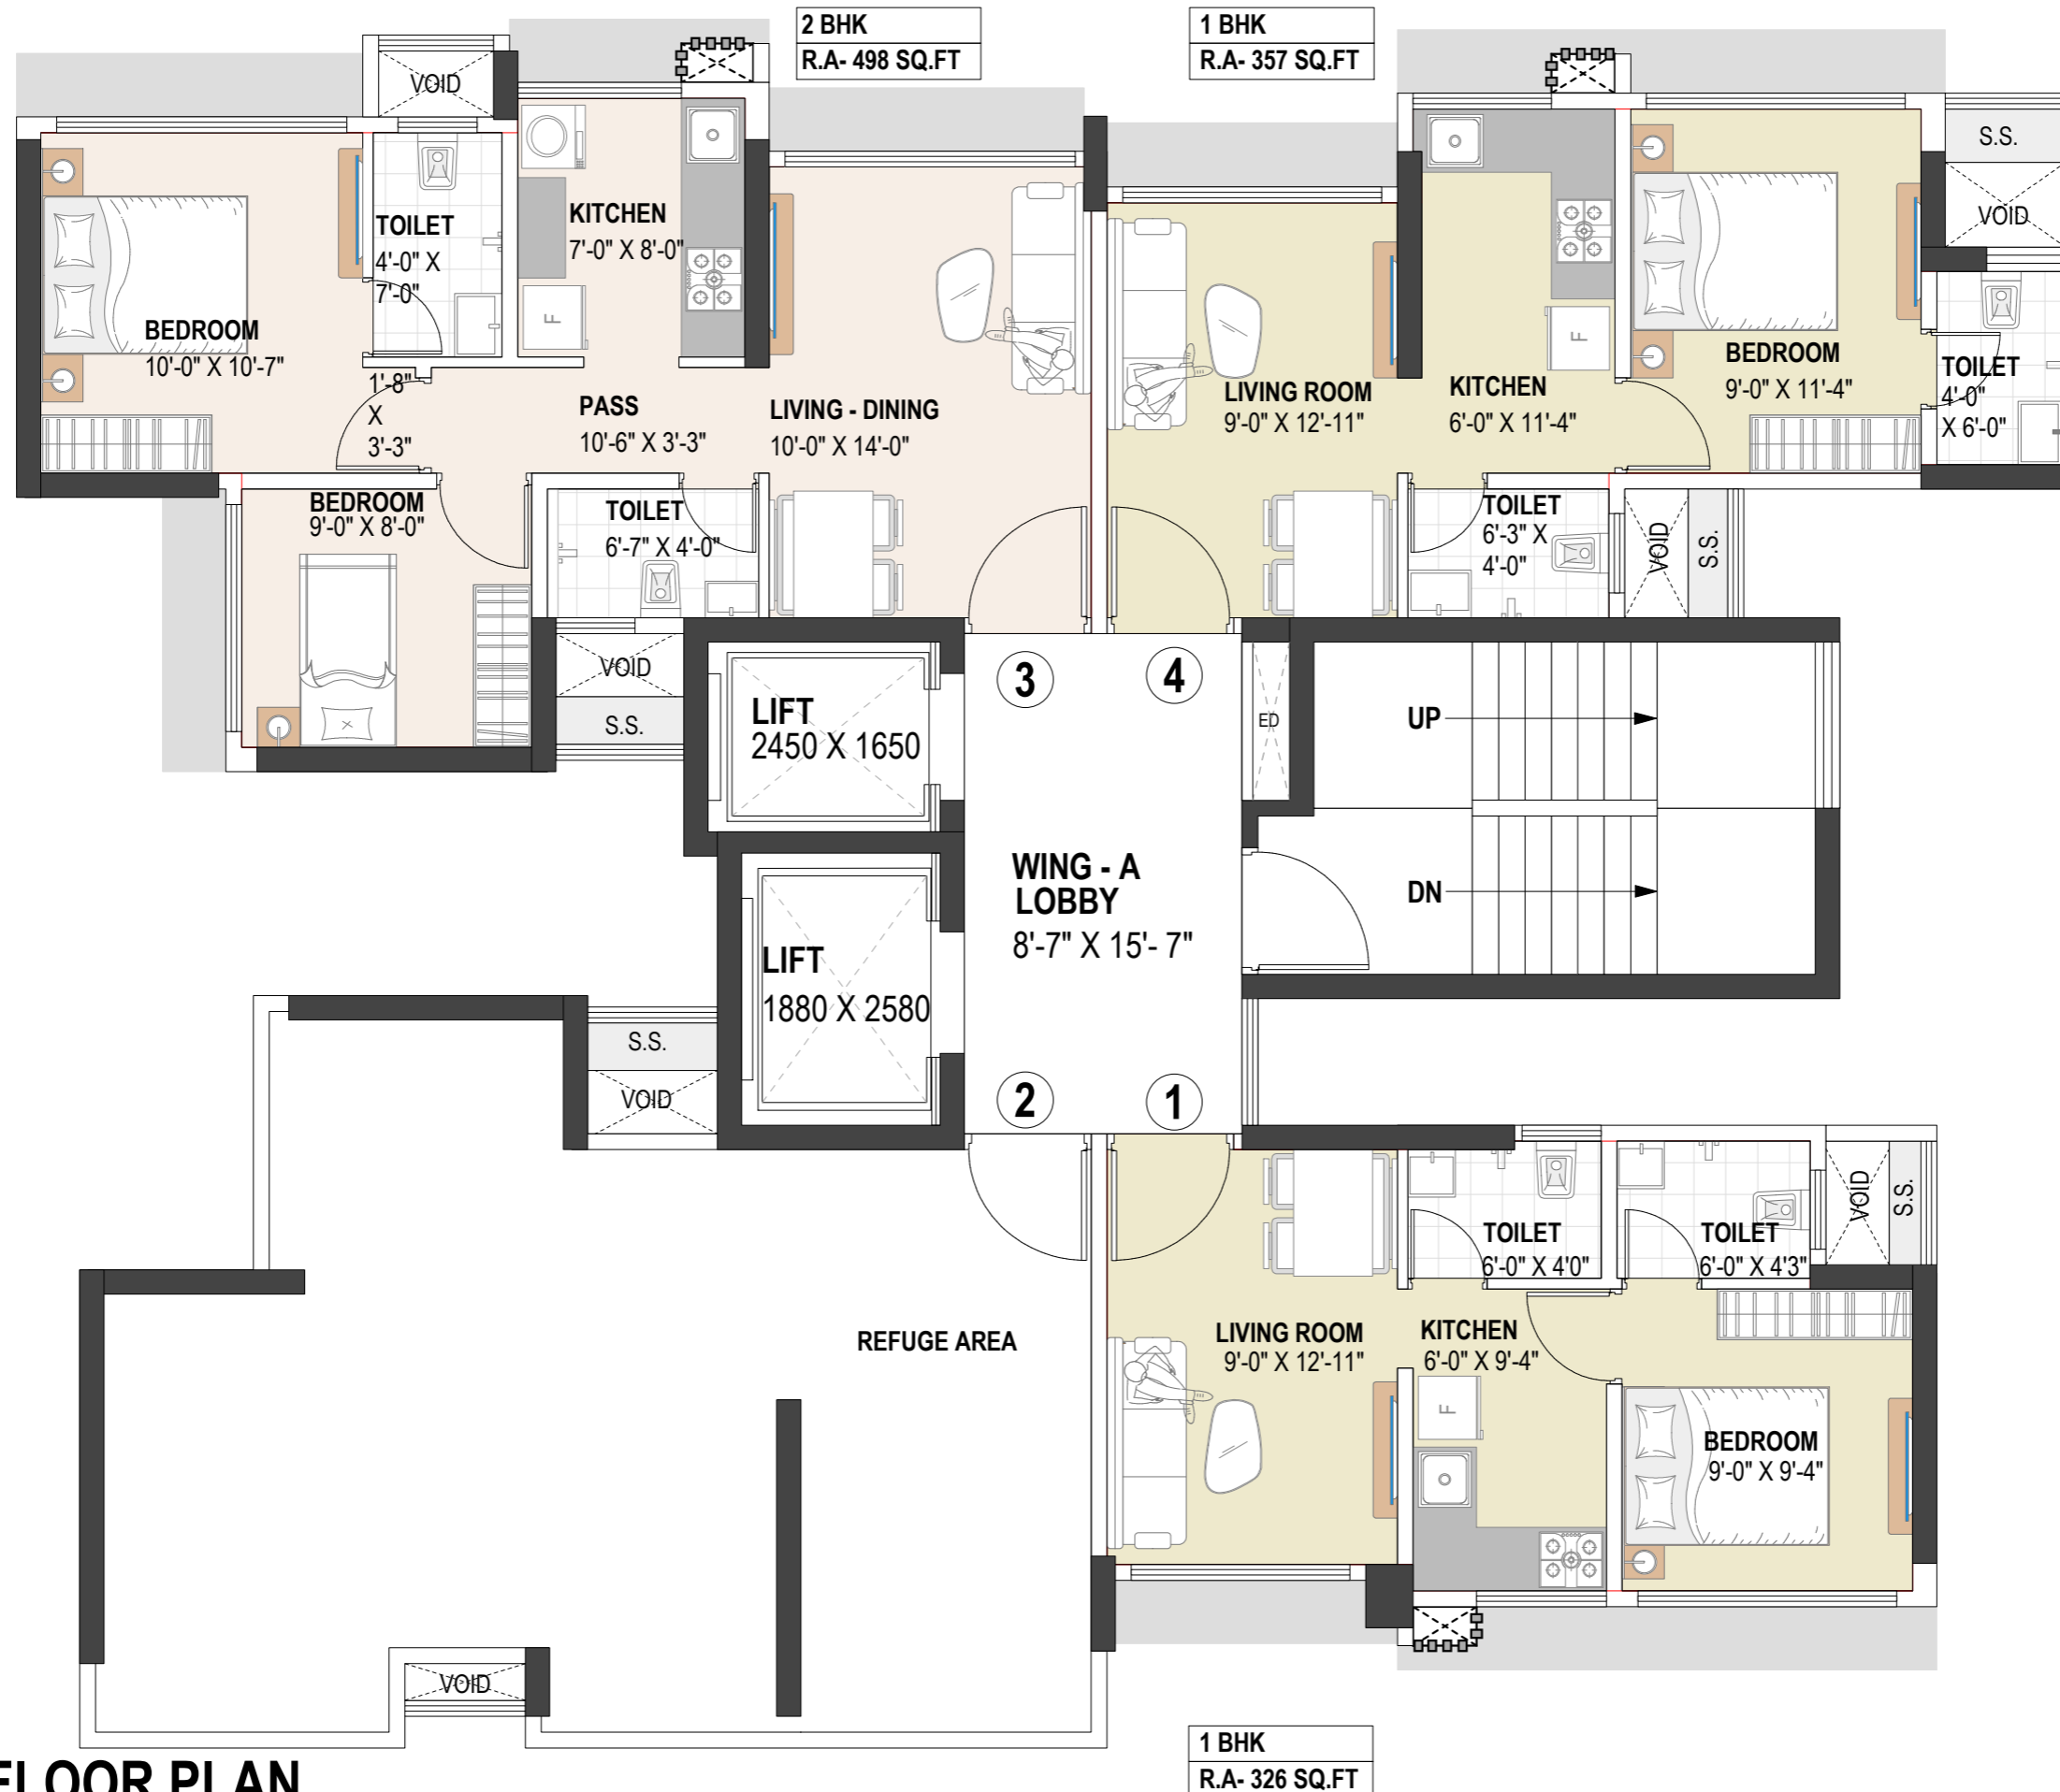 2 BHK
R.A- 498 SQ.FT
1 BHK
R.A- 357 SQ.FT
VOID
S.S.
VOID
TOILET
4'-0" X
7'-0"
KITCHEN
7'-0" X 8'-0"
F
BEDROOM
10'-0" X 10'-7"
1'-8"
X
3'-3"
PASS
10'-6" X 3'-3"
LIVING - DINING
10'-0" X 14'-0"
LIVING ROOM
9'-0" X 12'-11"
KITCHEN
6'-0" X 11'-4"
F
BEDROOM
9'-0" X 11'-4"
TOILET
4'-0"
X 6'-0"
BEDROOM
9'-0" X 8'-0"
TOILET
6'-7" X 4'-0"
TOILET
6'-3" X
4'-0"
VOID
S.S.
VOID
S.S.
LIFT
2450 X 1650
3
4
ED
UP
WING - A
LOBBY
8'-7" X 15'- 7"
DN
LIFT
1880 X 2580
S.S.
VOID
2
1
TOILET
6'-0" X 4'0"
TOILET
6'-0" X 4'3"
VOID
S.S.
REFUGE AREA
LIVING ROOM
9'-0" X 12'-11"
KITCHEN
6'-0" X 9'-4"
F
BEDROOM
9'-0" X 9'-4"
VOID
1 BHK
R.A- 326 SQ.FT
FLOOR PLAN